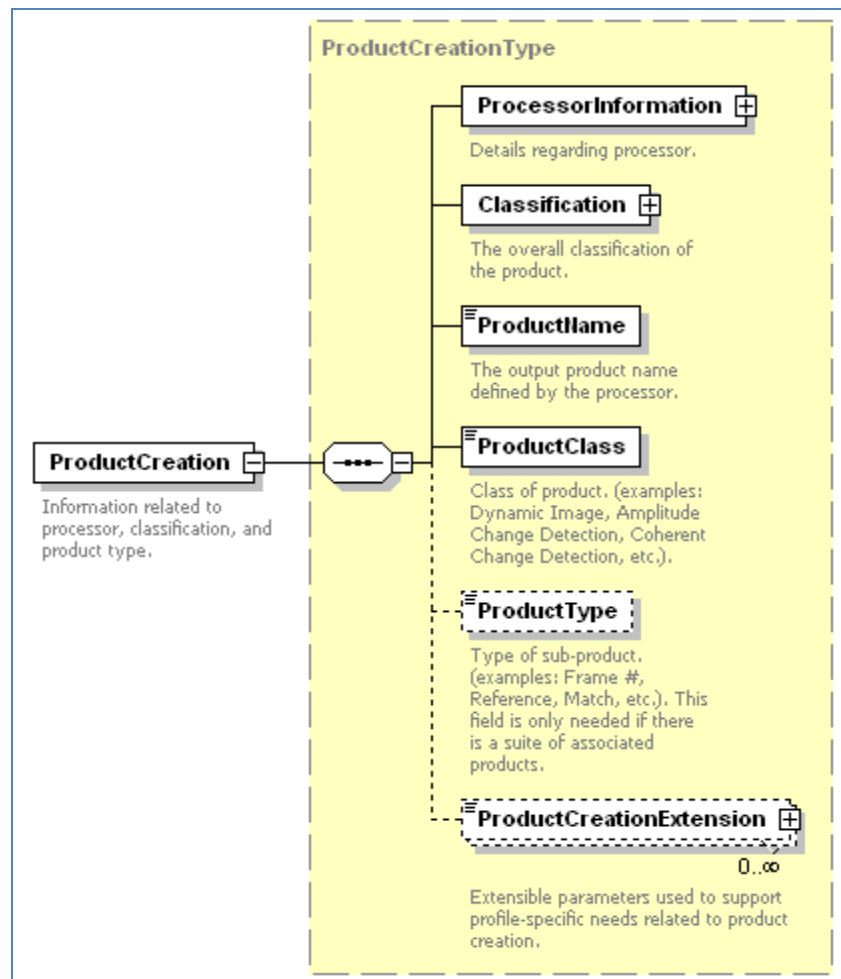 ProductCreationType
ProcessorInformation
Details regarding processor.
Classification
The overall classification of
the product.
ProductName
The output product name
defined by the processor.
ProductCreation
Information related to
processor, classification, and
product type.
ProductClass
Class of product. (examples:
Dynamic Image, Amplitude
Change Detection, Coherent
Change Detection, etc.).
ProductType
Type of sub-product.
(examples: Frame #,
Reference, Match, etc.). This
field is only needed if there
is a suite of associated
products.
ProductCreationExtension
0..∞
Extensible parameters used to support
profile-specific needs related to product
creation.